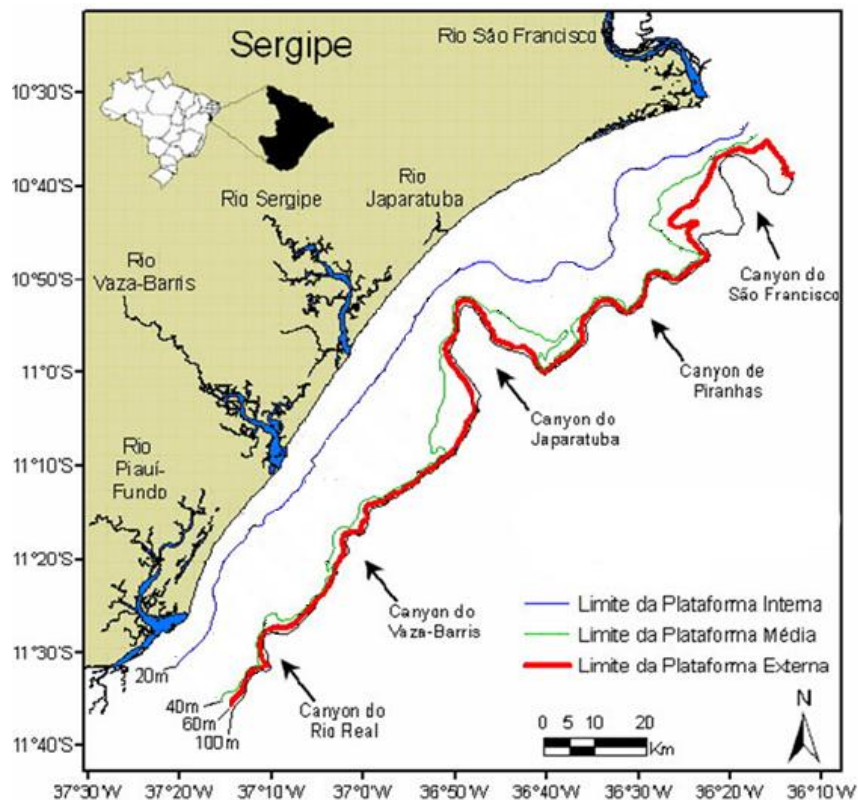 Sergipe
Rio São Francisco
10°30'S
10°40'S
10°50'S
11°0'S
11°10'S
11°20'S
11°30'S
11°40'S
Rio
Japaratuba
Rio Sergipe
Rio
Vaza-Barris
Rio
Piauí-
Fundo
Canyon do
São Francisco
Canyon de
Piranhas
Canyon do
Japaratuba
Canyon do
Vaza-Barris
Canyon do
Rio Real
20m
40m
60m
100m
Limite da Plataforma Interna
Limite da Plataforma Média
Limite da Plataforma Externa
N
0 5 10 20
Km
37°30'W 37°20'W 37°10'W 37°0'W 36°50'W 36°40'W 36°30'W 36°20'W 36°10'W